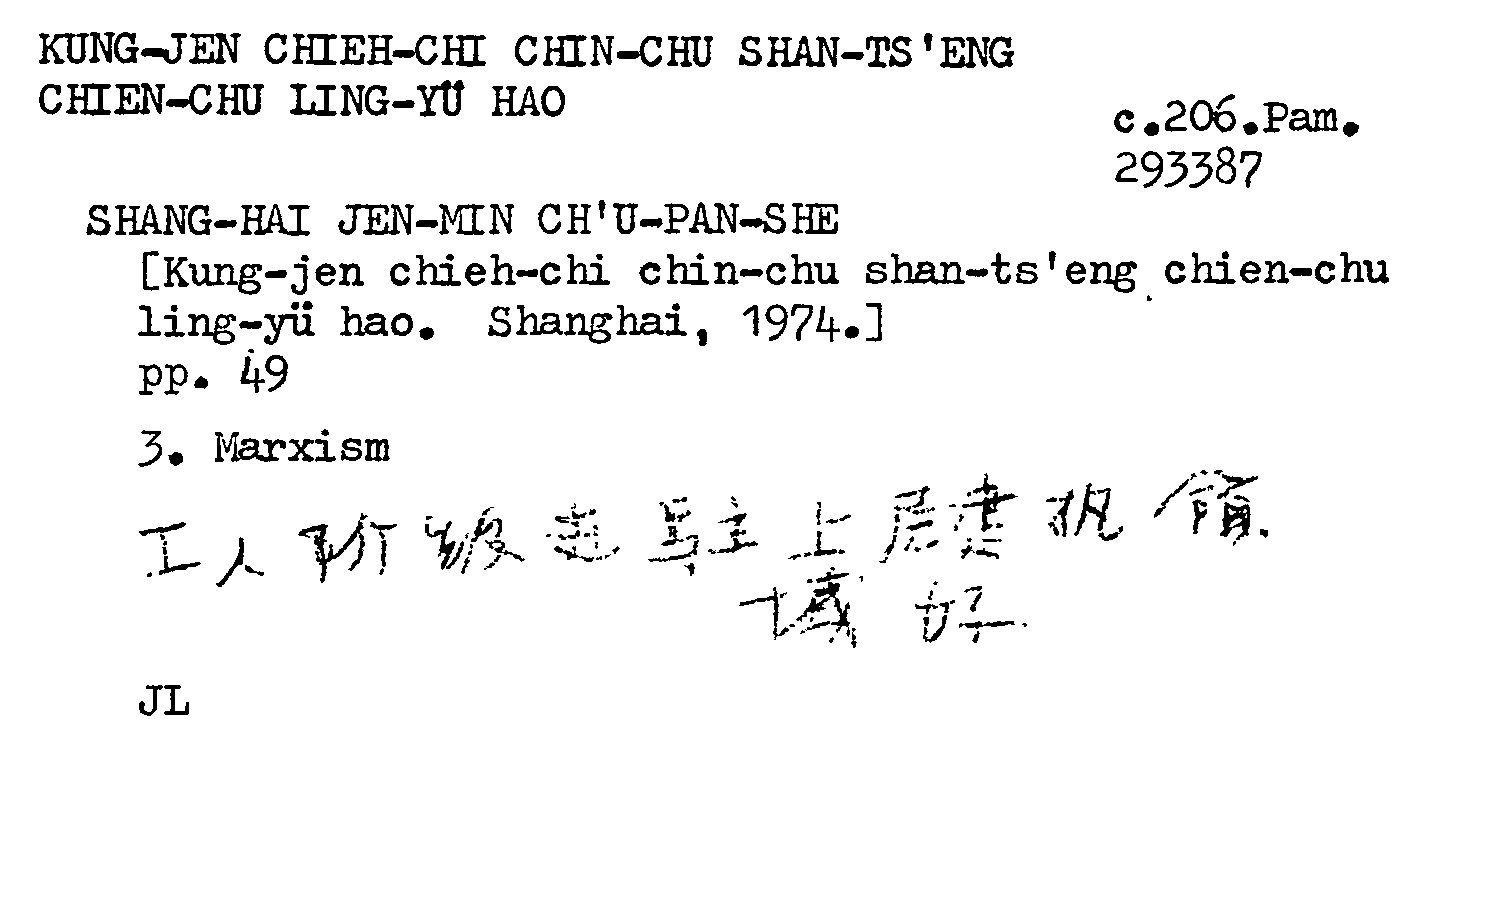 KUNG-JEN CHIEH-CHI CHIN-CHU SHAN-TS'ENG
CHIEN-CHU LING-YÜ HAO
c.206.Pam.
293387
SHANG-HAI JEN-MIN CH'U-PAN-SHE
[Kung-jen chieh-chi chin-chu shan-ts'eng chien-chu
ling-yü hao. Shanghai, 1974.]
pp. 49
3. Marxism
工人阶级进驻上层建筑领
域好
JL